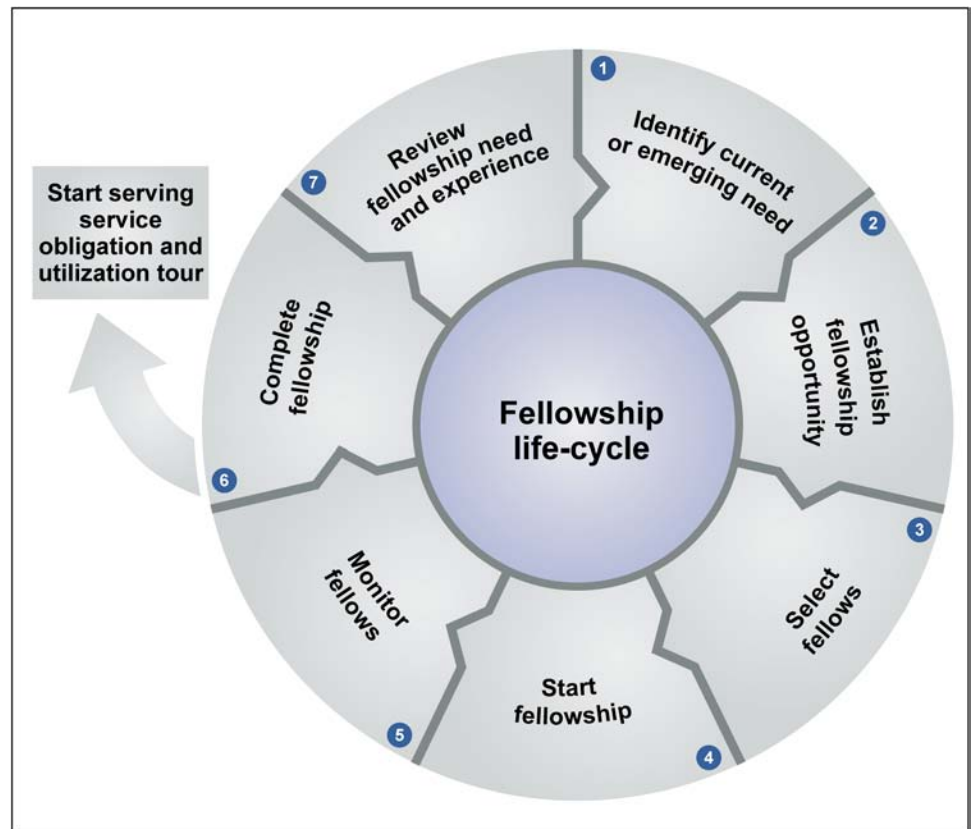 1
Identify current
or emerging need
2
Establish
fellowship
opportunity
3
Select
fellows
4
Start
fellowship
5
Monitor
fellows
6
Complete
fellowship
7
Review
fellowship need
and experience
Start serving
service
obligation and
utilization tour
Fellowship
life-cycle